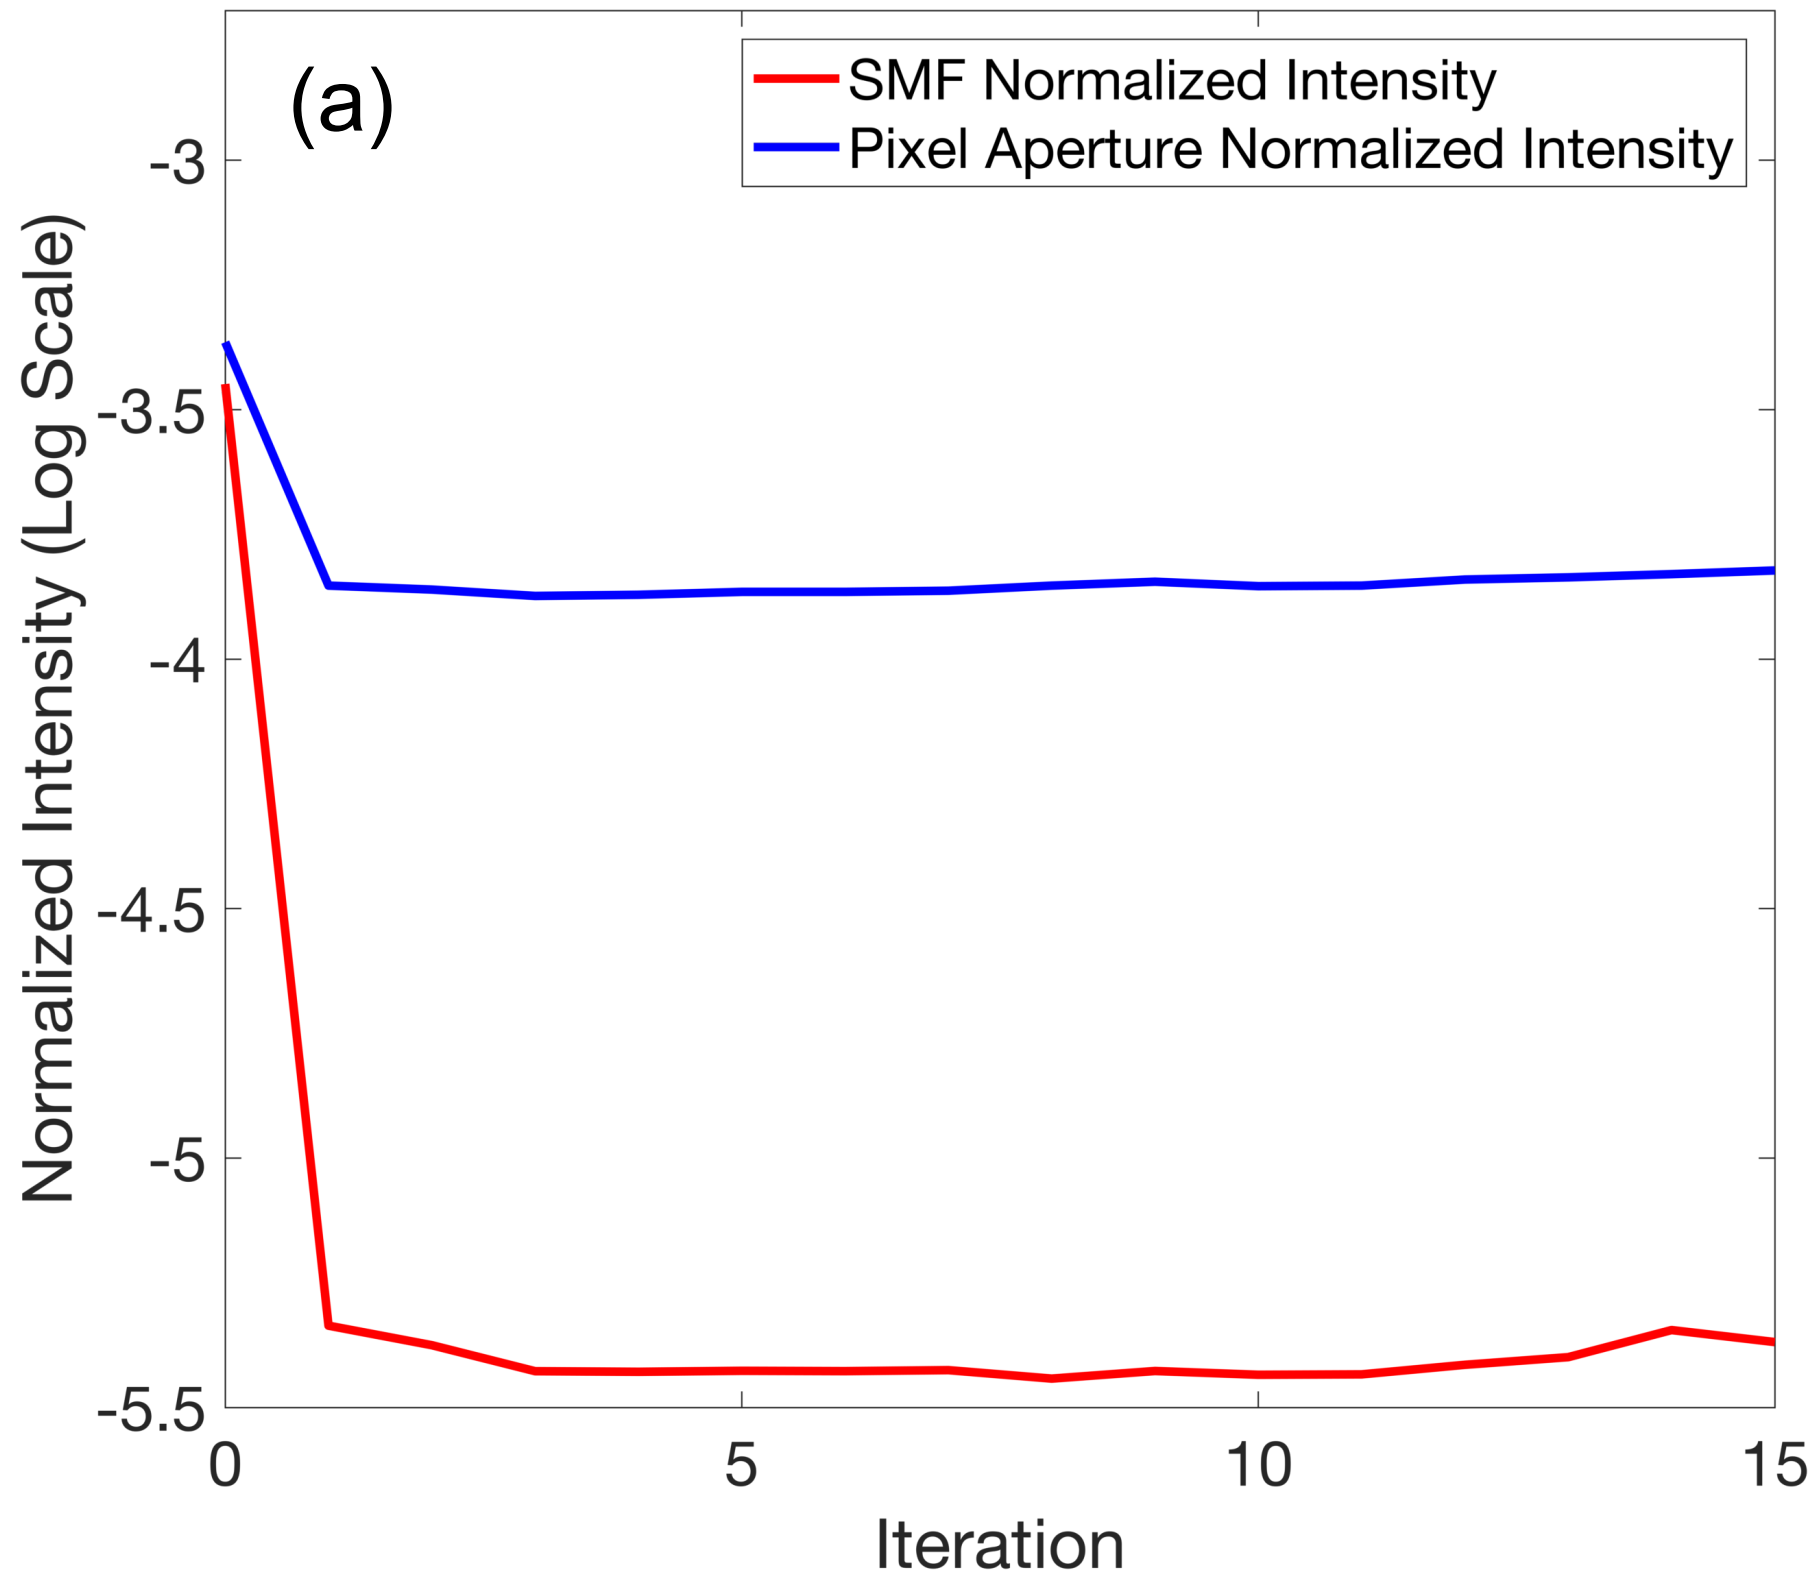 (a)
SMF Normalized Intensity
Pixel Aperture Normalized Intensity
Normalized Intensity (Log Scale)
-3
-3.5
-4
-4.5
-5
-5.5
0 5 10 15
Iteration